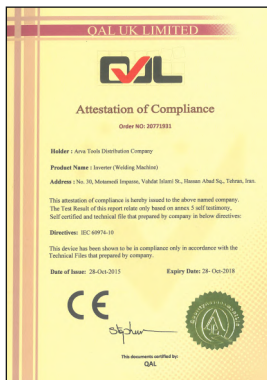 QAL UK LIMITED
QAL
Attestation of Compliance
Order NO: 20771931
Holder : Arva Tools Distribution Company
Product Name : Inverter (Welding Machine)
Address : No. 30, Motamedi Impasse, Vahdat Islami St., Hassan Abad Sq., Tehran, Iran.
This attestation of compliance is hereby issued to the above named company.
The Test Result of this report relate only based on annex 5 self testimony,
Self certified and technical file that prepared by company in below directives:
Directives: IEC 60974-10
This device has been shown to be in compliance only in accordance with the
Technical Files that prepared by company.
Date of Issue: 28-Oct-2015 Expiry Date: 28- Oct-2018
CE
Stephen
This documents certified by:
QAL